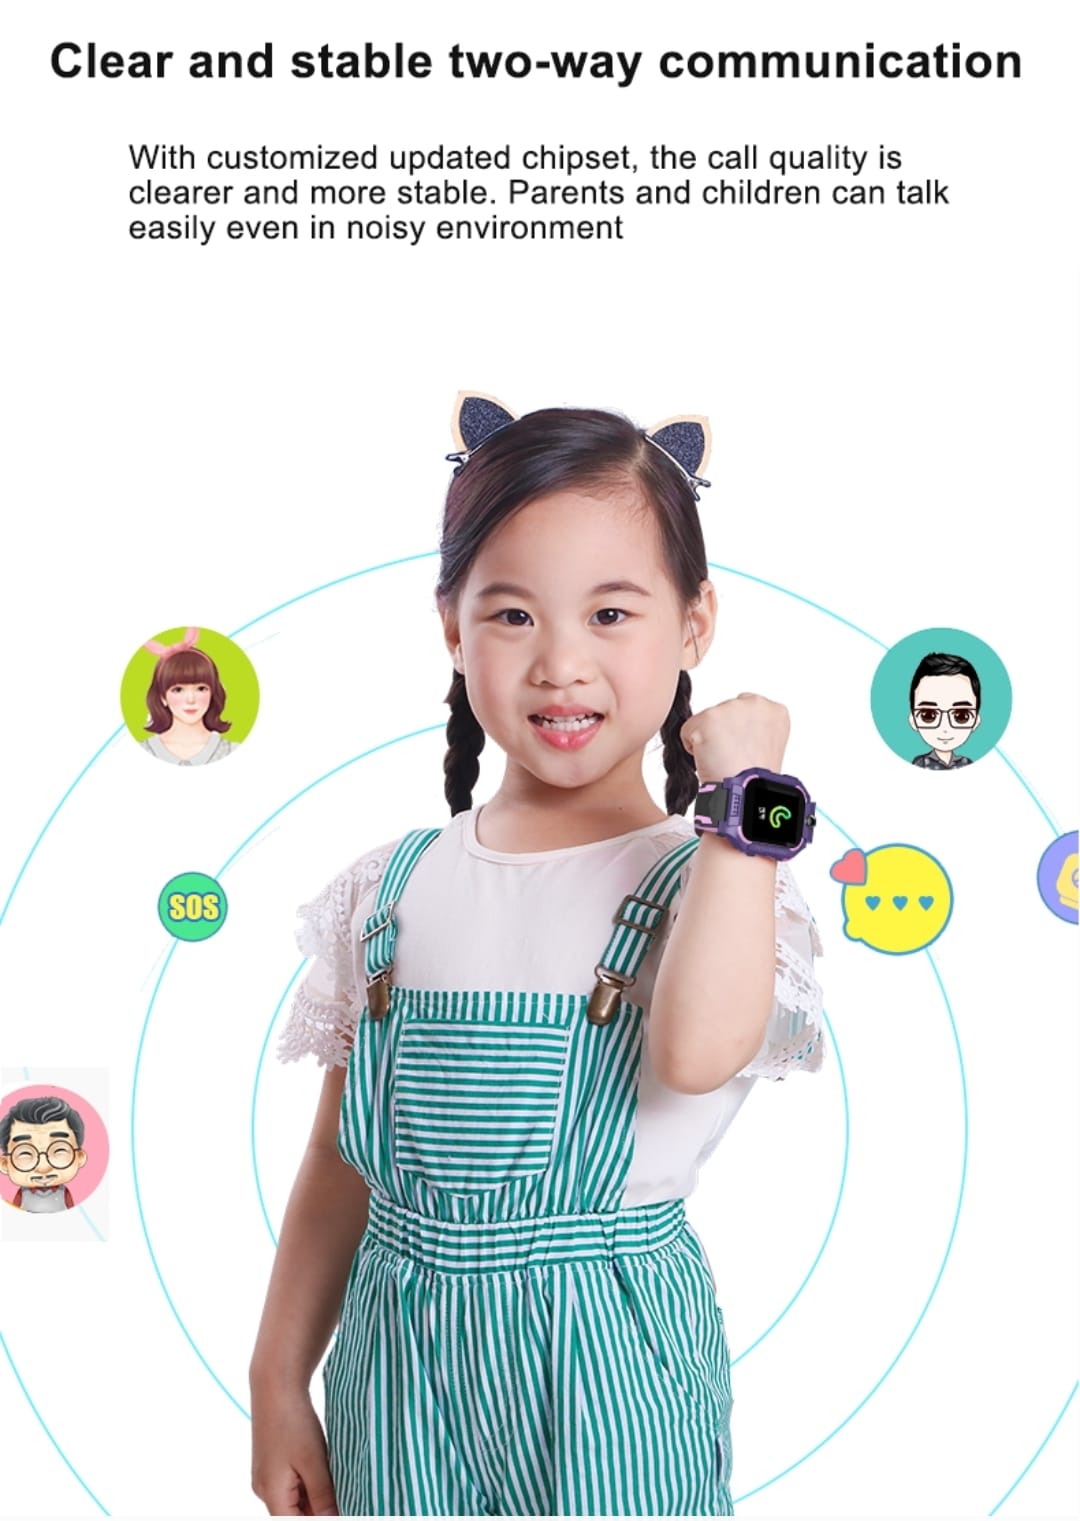 Clear and stable two-way communication
With customized updated chipset, the call quality is
clearer and more stable. Parents and children can talk
easily even in noisy environment
SOS